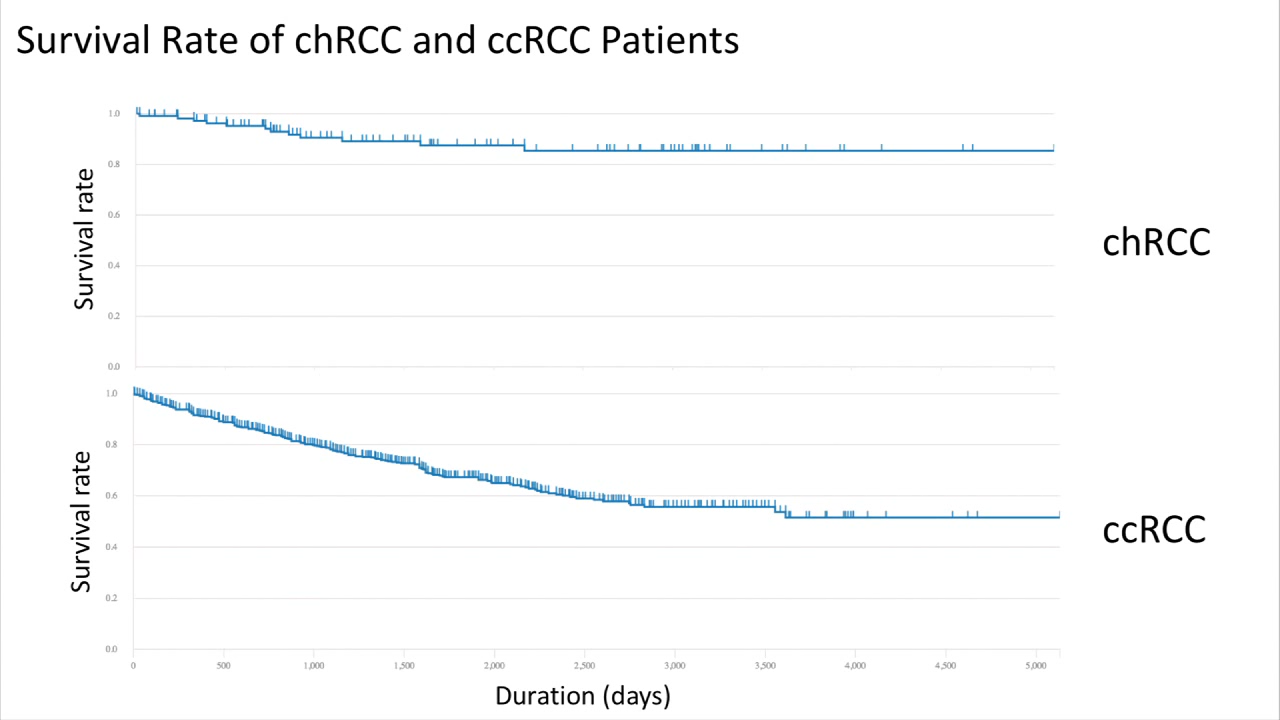 Survival Rate of chRCC and ccRCC Patients
Survival rate
1.0
0.8
0.6
0.4
0.2
0.0
chRCC
Survival rate
1.0
0.8
0.6
0.4
0.2
0.0
ccRCC
0 500 1,000 1,500 2,000 2,500 3,000 3,500 4,000 4,500 5,000
Duration (days)